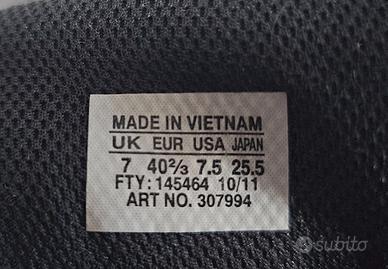 MADE IN VIETNAM
UK EUR USA JAPAN
7 40⅔ 7.5 25.5
FTY: 145464 10/11
ART NO. 307994
subito